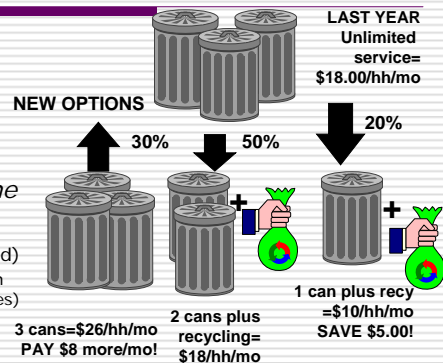 LAST YEAR
Unlimited
service=
$18.00/hh/mo
NEW OPTIONS
30%
50%
20%
ne
d)
n
es)
+
+
3 cans=$26/hh/mo
PAY $8 more/mo!
2 cans plus
recycling=
$18/hh/mo
1 can plus recy
=$10/hh/mo
SAVE $5.00!